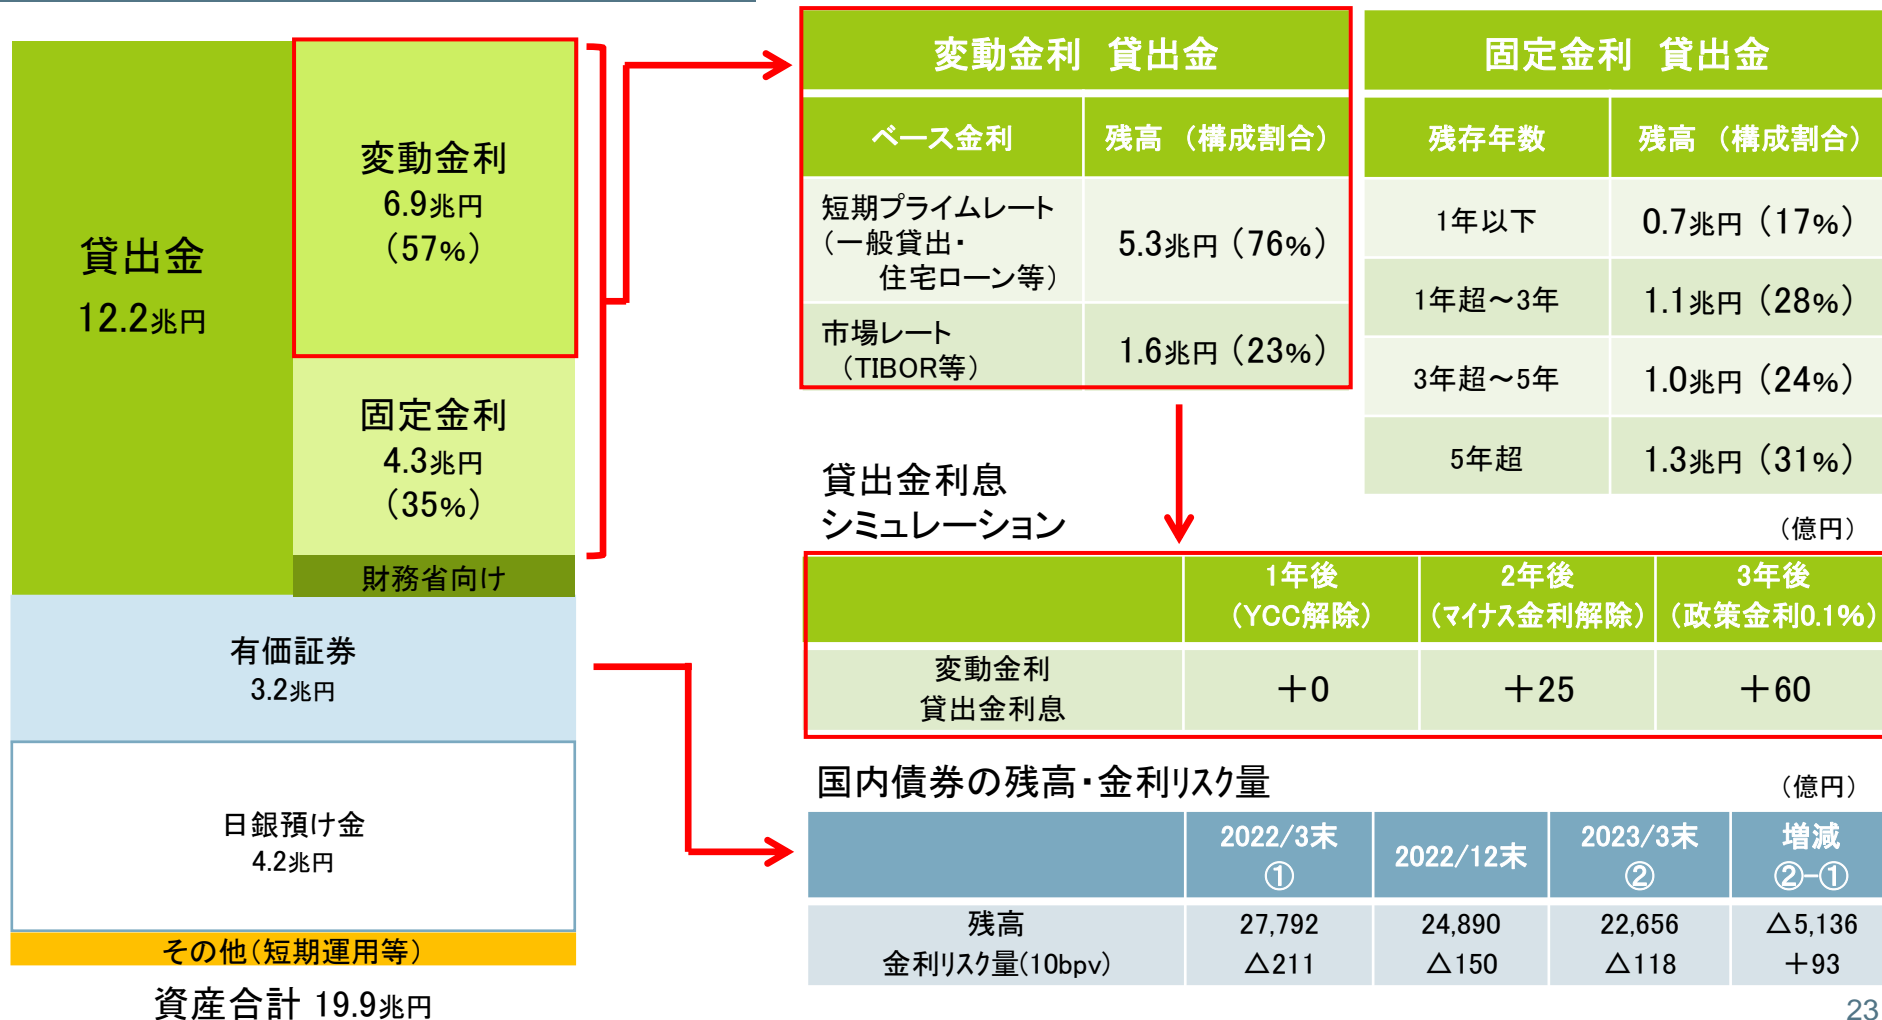 貸出金
12.2兆円
変動金利
6.9兆円
(57%)
固定金利
4.3兆円
(35%)
財務省向け
有価証券
3.2兆円
日銀預け金
4.2兆円
その他(短期運用等)
資産合計 19.9兆円
変動金利 貸出金
ベース金利 残高 (構成割合)
短期プライムレート
(一般貸出・
住宅ローン等)
5.3兆円 (76%)
市場レート
(TIBOR等)
1.6兆円 (23%)
固定金利 貸出金
残存年数 残高 (構成割合)
1年以下 0.7兆円 (17%)
1年超〜3年 1.1兆円 (28%)
3年超〜5年 1.0兆円 (24%)
5年超 1.3兆円 (31%)
貸出金利息
シミュレーション
(億円)
1年後 2年後 3年後
(YCC解除) (マイナス金利解除) (政策金利0.1%)
変動金利
貸出金利息
+0 +25 +60
国内債券の残高・金利リスク量
(億円)
2022/3末 2022/12末 2023/3末 増減
① ② ②-①
残高 27,792 24,890 22,656 △5,136
金利リスク量(10bpv) △211 △150 △118 +93
23